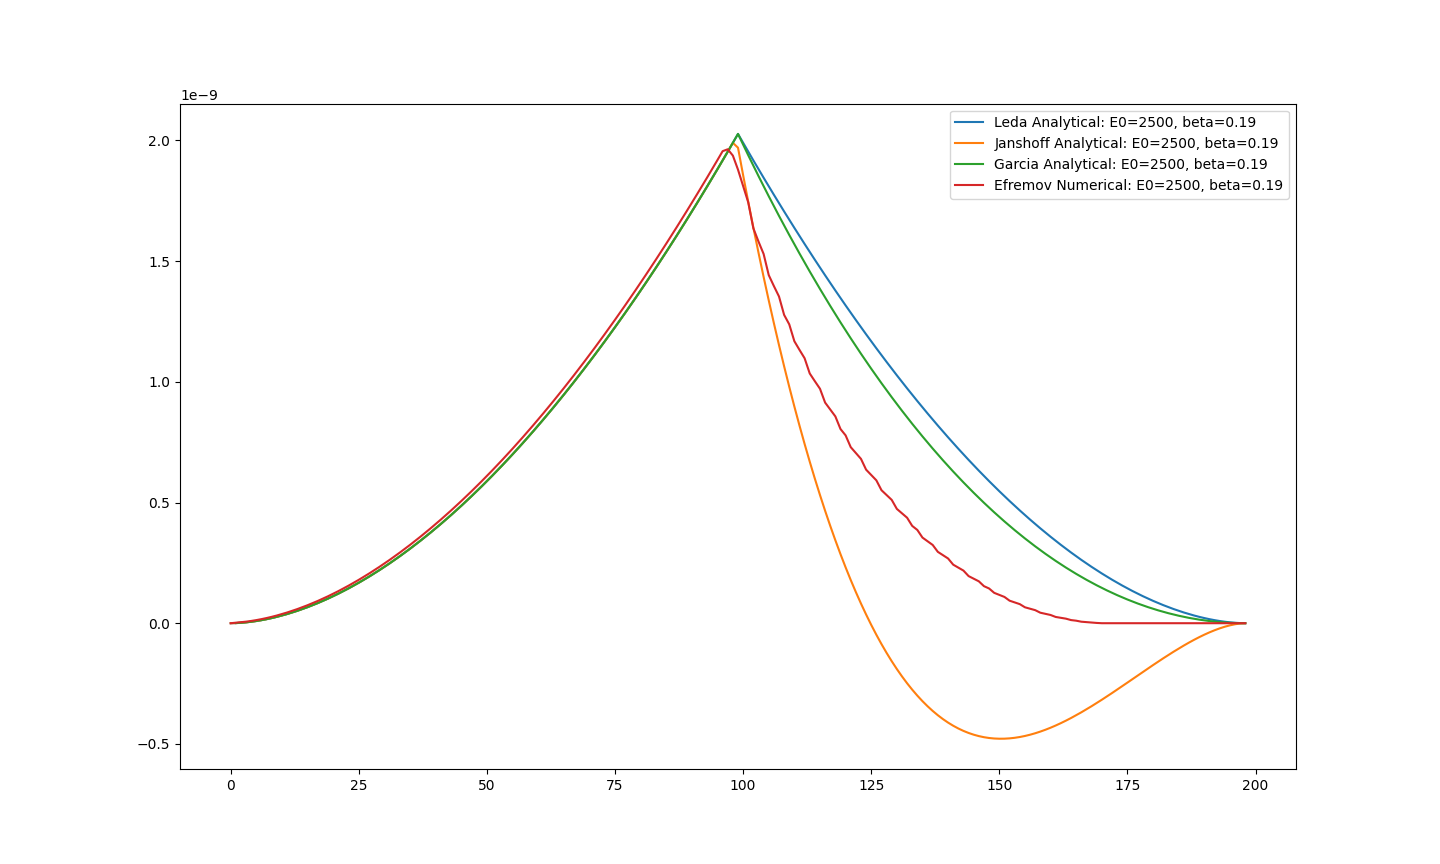 1e−9
Leda Analytical: E0=2500, beta=0.19
Janshoff Analytical: E0=2500, beta=0.19
Garcia Analytical: E0=2500, beta=0.19
Efremov Numerical: E0=2500, beta=0.19
2.0
1.5
1.0
0.5
0.0
−0.5
0 25 50 75 100 125 150 175 200